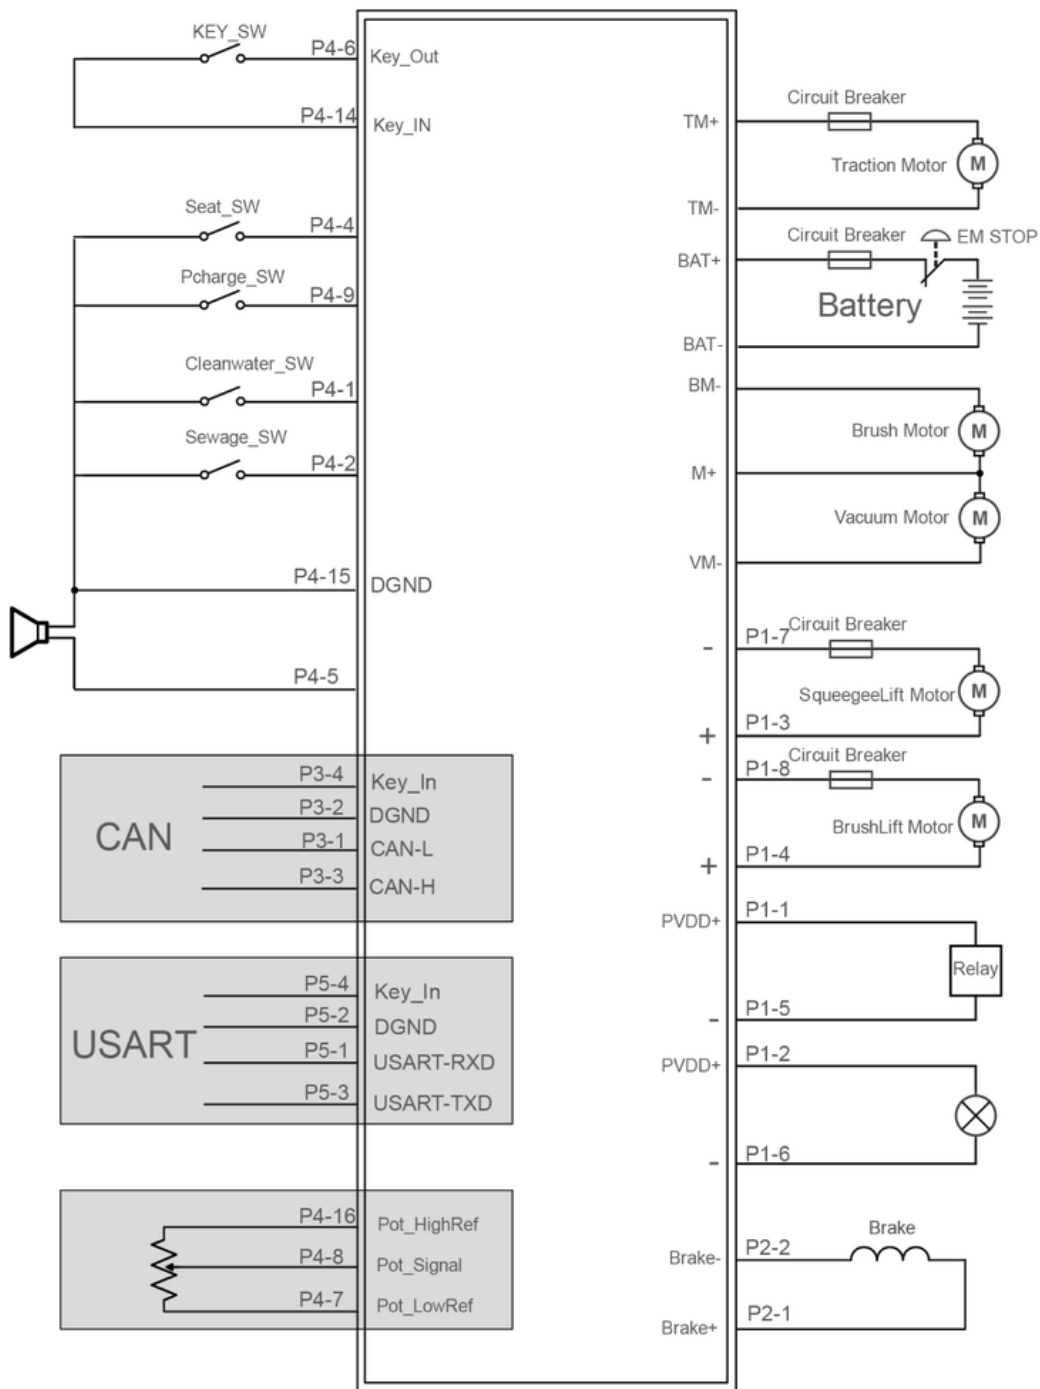 KEY_SW
P4-6
Key_Out
P4-14
Key_IN
Seat_SW
P4-4
Pcharge_SW
P4-9
Cleanwater_SW
P4-1
Sewage_SW
P4-2
P4-15
DGND
P4-5
CAN
P3-4
Key_In
P3-2
DGND
P3-1
CAN-L
P3-3
CAN-H
USART
P5-4
Key_In
P5-2
DGND
P5-1
USART-RXD
P5-3
USART-TXD
P4-16
Pot_HighRef
P4-8
Pot_Signal
P4-7
Pot_LowRef
Circuit Breaker
TM+
M
Traction Motor
TM-
Circuit Breaker
EM STOP
BAT+
Battery
BAT-
BM-
Brush Motor
M
M+
Vacuum Motor
M
VM-
Circuit Breaker
P1-7
-
SqueegeeLift Motor
M
P1-3
+
Circuit Breaker
P1-8
-
BrushLift Motor
M
P1-4
+
P1-1
PVDD+
Relay
P1-5
-
P1-2
PVDD+
P1-6
-
Brake
P2-2
Brake-
P2-1
Brake+